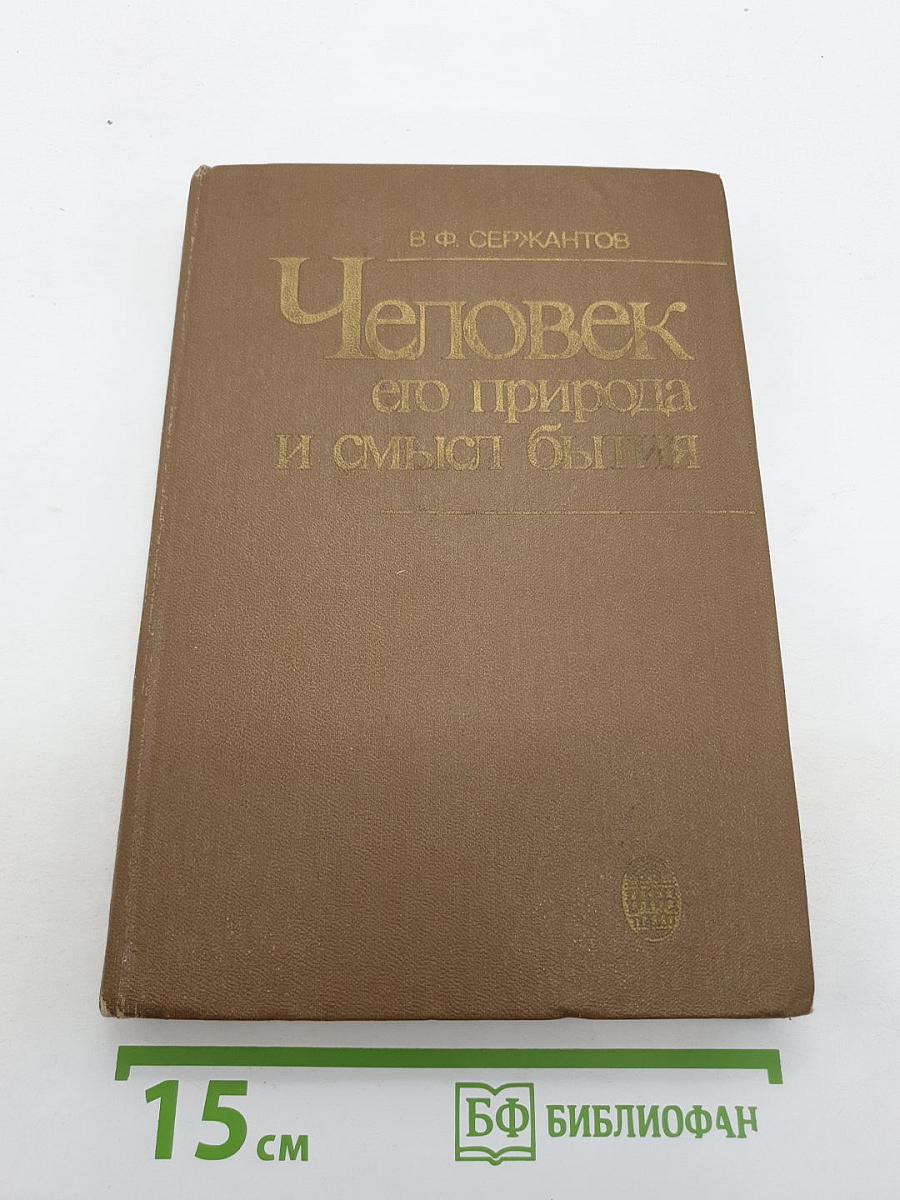 В. Ф. СЕРЖАНТОВ
Человек
его природа
и смысл бытия
15 см
БФ БИБЛИОФАН